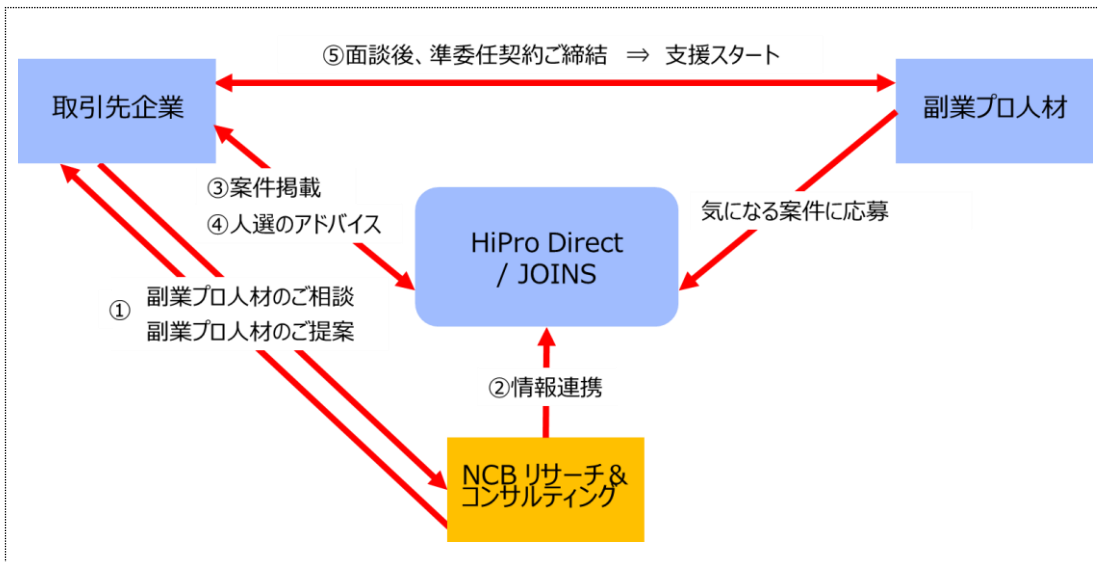 ⑤面談後、準委任契約ご締結 ⇒ 支援スタート
取引先企業
副業プロ人材
③案件掲載
④人選のアドバイス
気になる案件に応募
HiPro Direct
/ JOINS
① 副業プロ人材のご相談
副業プロ人材のご提案
②情報連携
NCB リサーチ&
コンサルティング